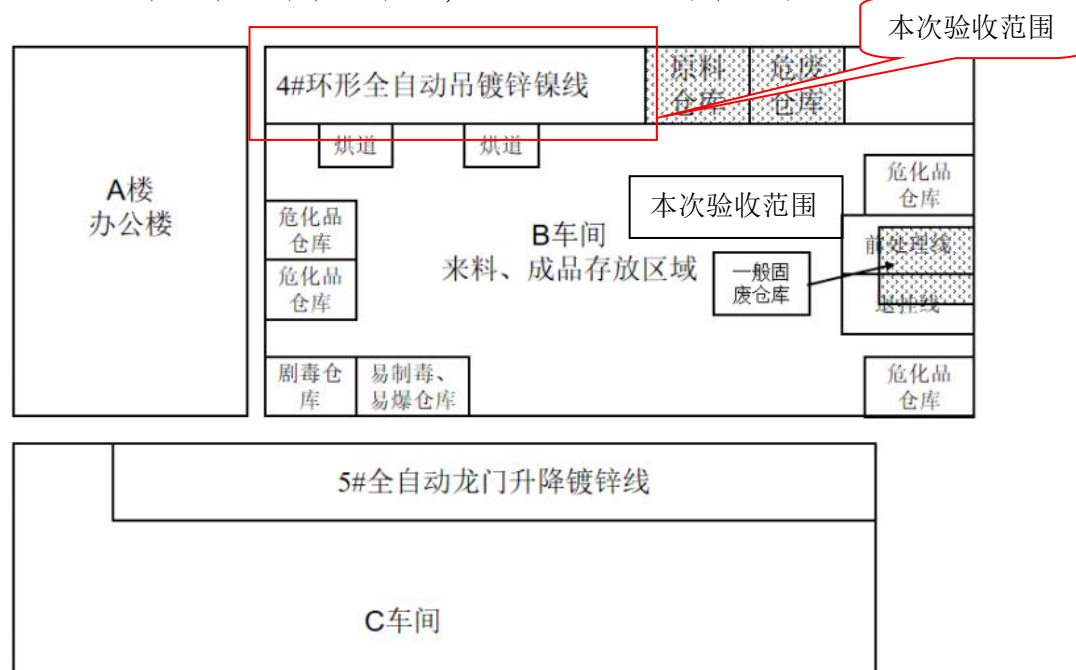 本次验收范围
4#环形全自动吊镀锌镍线
原料
仓库
危废
仓库
烘道
烘道
A楼
办公楼
危化品
仓库
本次验收范围
危化品
仓库
B车间
来料、成品存放区域
前处理线
一般固
废仓库
危化品
仓库
退挂线
剧毒仓
库
易制毒、
易爆仓库
危化品
仓库
5#全自动龙门升降镀锌线
C车间